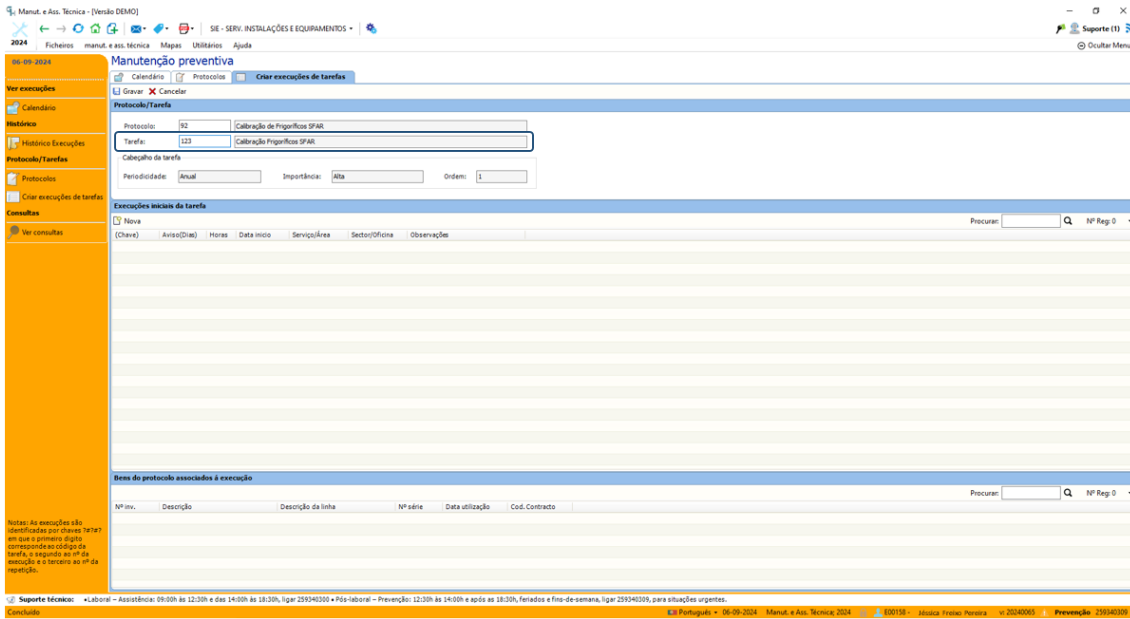 Manut. e Ass. Técnica - [Versão DEMO]
SIE - SERV. INSTALAÇÕES E EQUIPAMENTOS
Suporte (1)
2024
Ficheiros manut. e ass. técnica Mapas Utilitários Ajuda
Ocultar Menu
06-09-2024
Manutenção preventiva
Calendário Protocolos Criar execuções de tarefas
Ver execuções
Gravar Cancelar
Calendário
Protocolo/Tarefa
Histórico
Protocolo: 92 Calibração de Frigoríficos SFAR
Histórico Execuções
Tarefa: 123 Calibração Frigoríficos SFAR
Protocolo/Tarefas
Cabeçalho da tarefa
Protocolos
Periodicidade: Anual Importância: Alta Ordem: 1
Criar execuções de tarefas
Consultas
Execuções iniciais da tarefa
Ver consultas
Nova
Procurar: Nº Reg: 0
(Chave) Aviso(Dias) Horas Data inicio Serviço/Área Sector/Oficina Observações
Bens do protocolo associados á execução
Procurar: Nº Reg: 0
Nº inv. Descrição Descrição da linha Nº série Data utilização Cod. Contracto
Notas: As execuções são
identificadas por chaves ?#?#?
em que o primeiro digito
corresponde ao código da
tarefa, o segundo ao nº da
execução e o terceiro ao nº da
repetição.
Suporte técnico: •Laboral – Assistência: 09:00h às 12:30h e das 14:00h às 18:30h, ligar 259340300 • Pós-laboral – Prevenção: 12:30h às 14:00h e após as 18:30h, feriados e fins-de-semana, ligar 259340309, para situações urgentes.
Concluído
Português 06-09-2024 Manut. e Ass. Técnica; 2024 E00158 - Jéssica Freixo Pereira v: 20240065 Prevenção 259340309